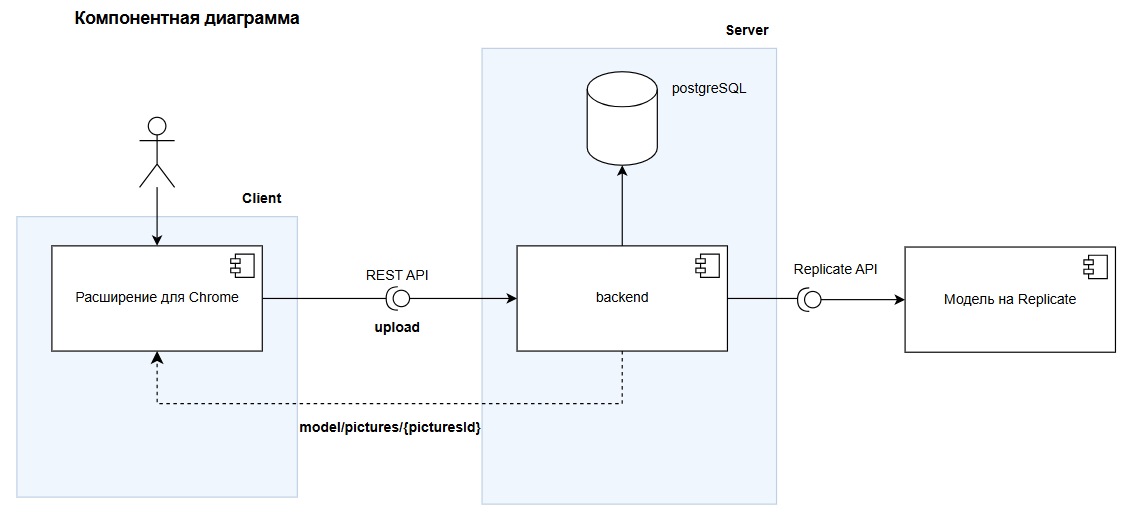 Компонентная диаграмма
Server
postgreSQL
Client
REST API
Replicate API
Расширение для Chrome
backend
Модель на Replicate
upload
model/pictures/{picturesId}